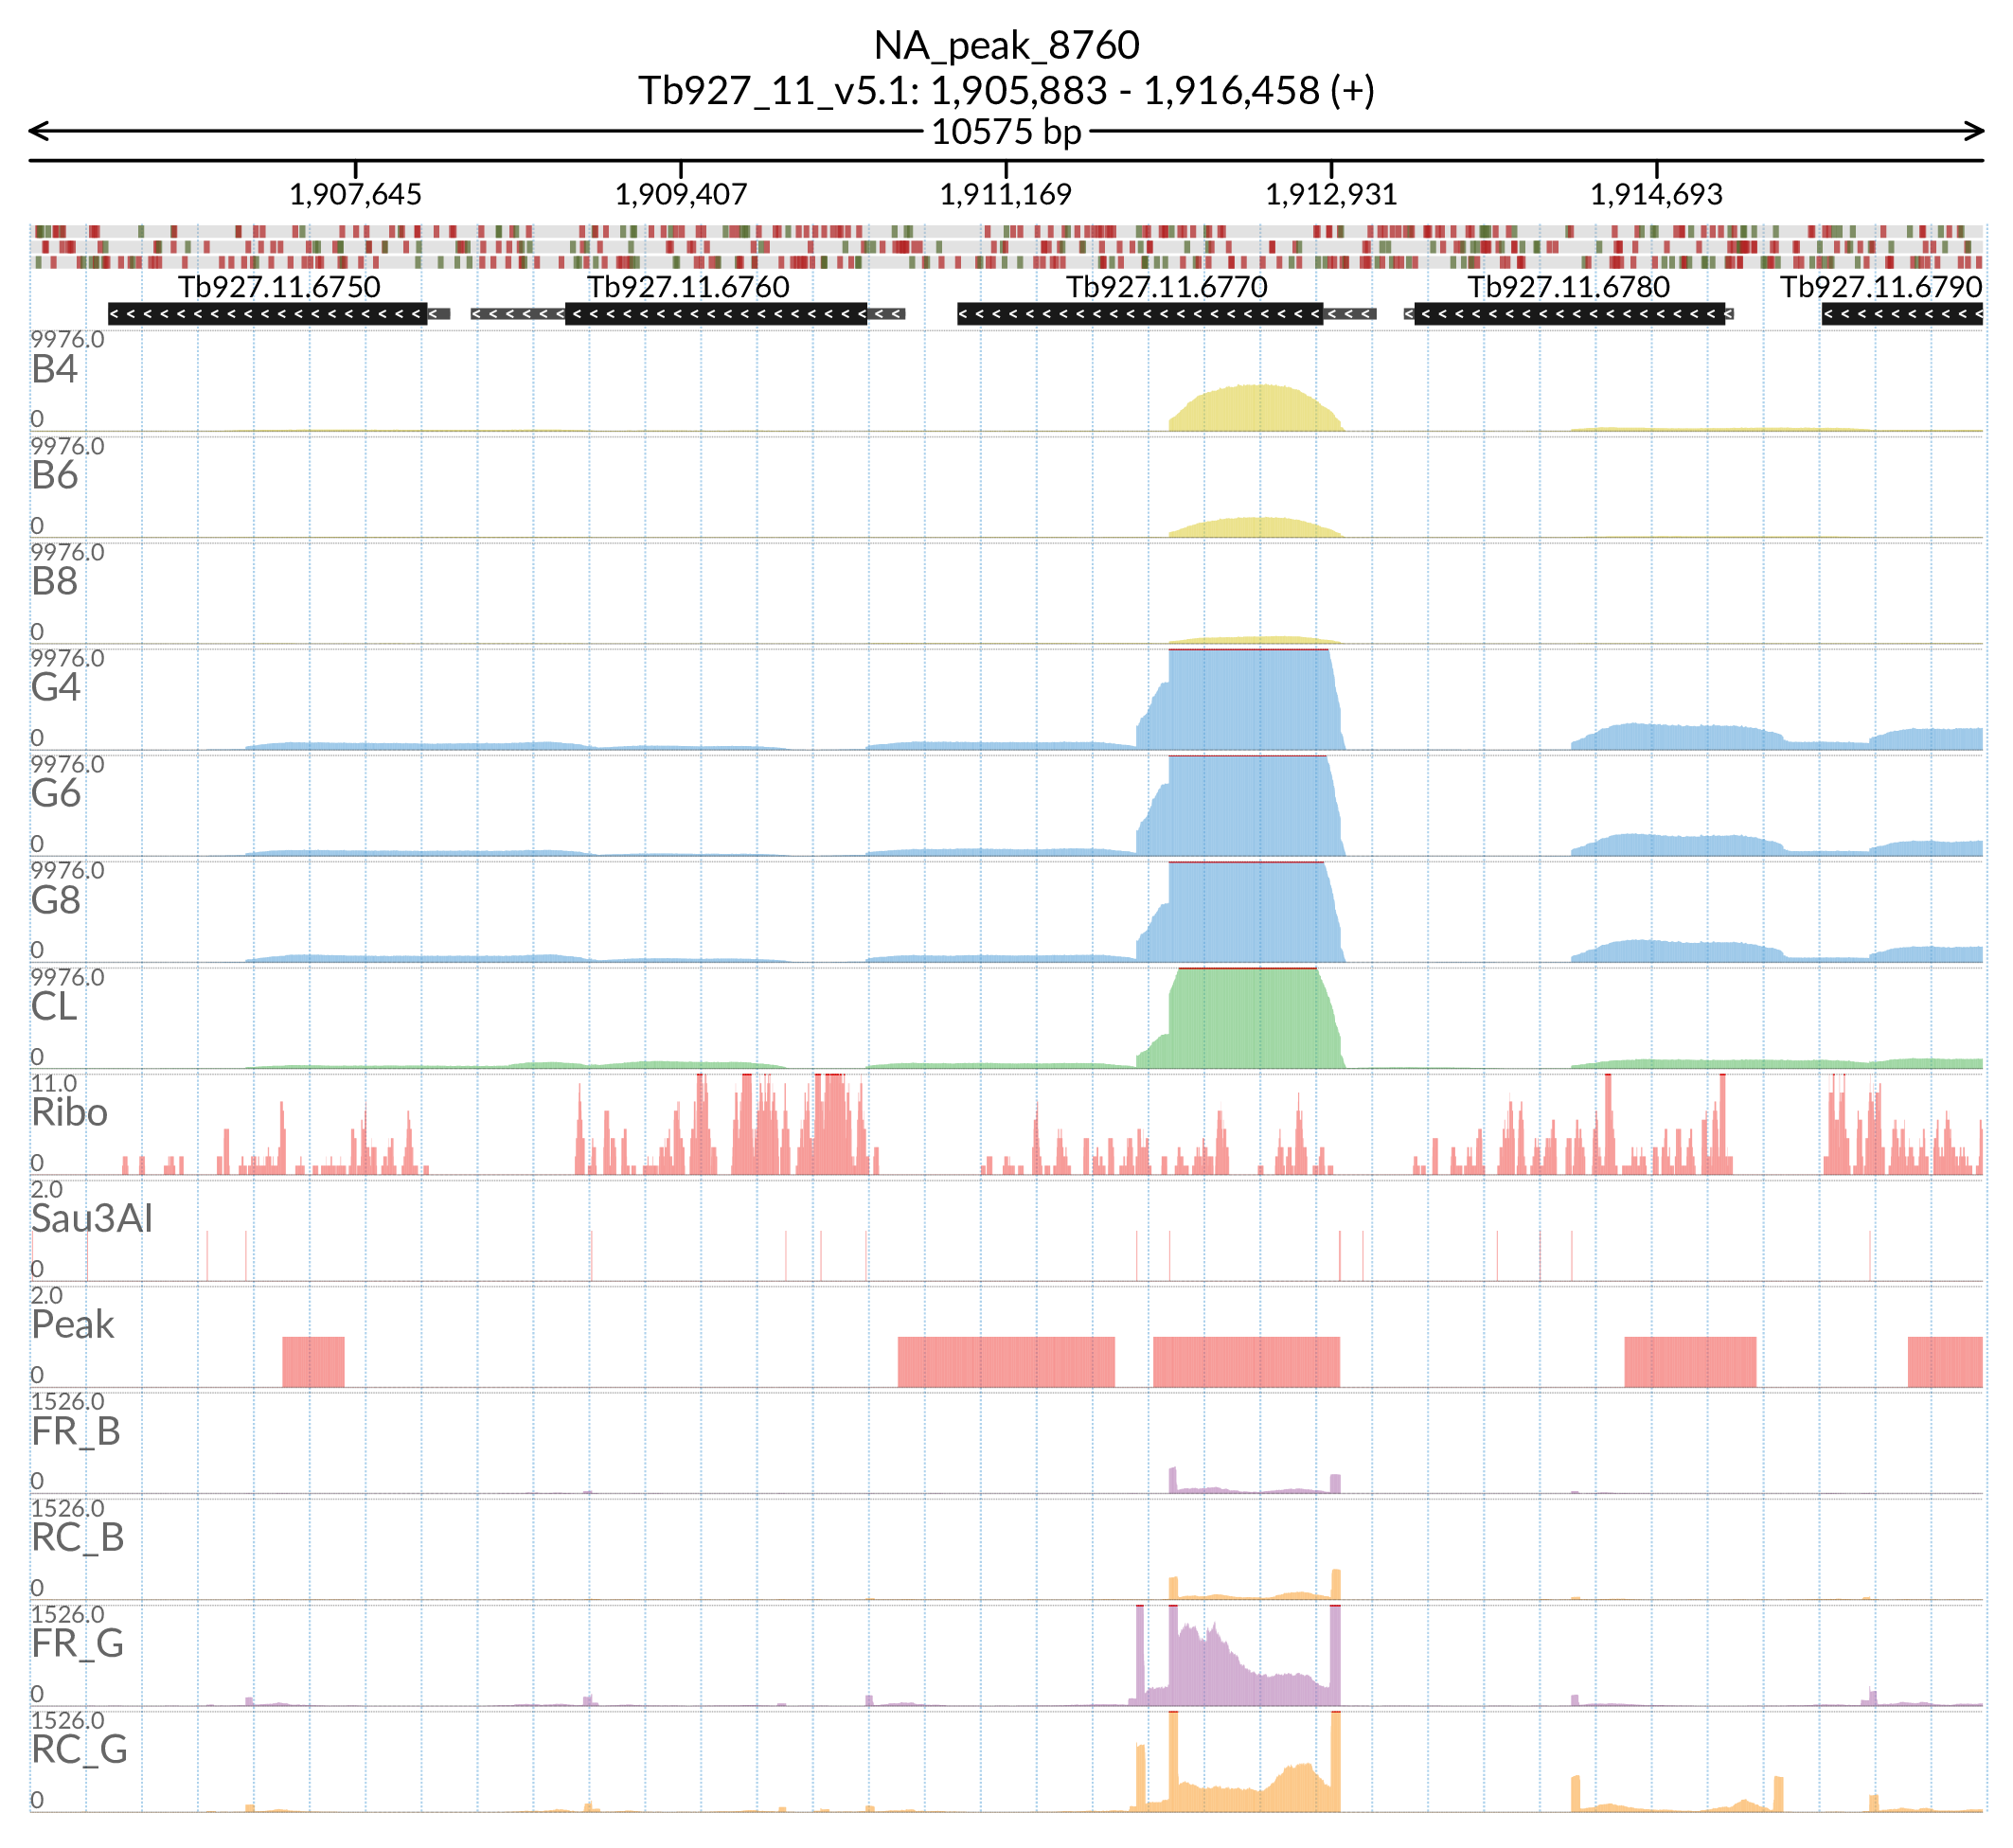 NA_peak_8760
Tb927_11_v5.1: 1,905,883 - 1,916,458 (+)
10575 bp
1,907,645 1,909,407 1,911,169 1,912,931 1,914,693
Tb927.11.6750 Tb927.11.6760 Tb927.11.6770 Tb927.11.6780 Tb927.11.6790
9976.0
B4
0
9976.0
B6
0
9976.0
B8
0
9976.0
G4
0
9976.0
G6
0
9976.0
G8
0
9976.0
CL
0
11.0
Ribo
0
2.0
Sau3AI
0
2.0
Peak
0
1526.0
FR_B
0
1526.0
RC_B
0
1526.0
FR_G
0
1526.0
RC_G
0